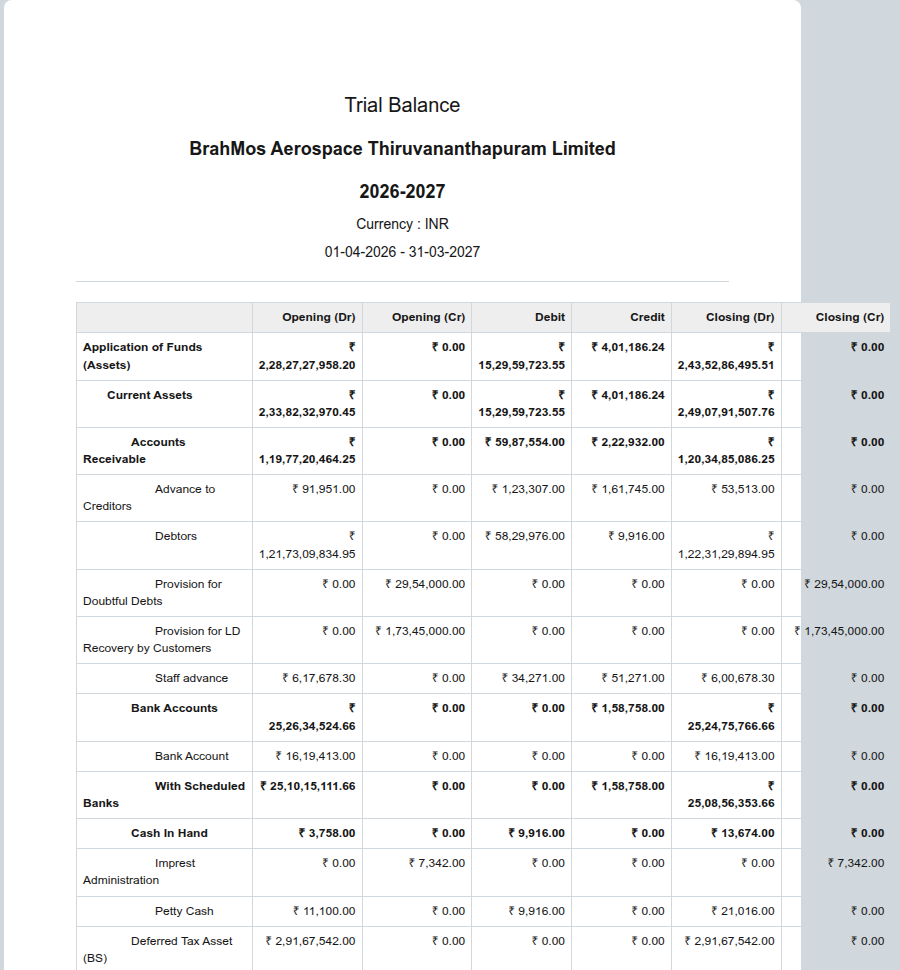 Trial Balance
BrahMos Aerospace Thiruvananthapuram Limited
2026-2027
Currency : INR
01-04-2026 - 31-03-2027
Opening (Dr) Opening (Cr) Debit Credit Closing (Dr) Closing (Cr)
Application of Funds (Assets) ₹ 2,28,27,27,958.20 ₹ 0.00 ₹ 15,29,59,723.55 ₹ 4,01,186.24 ₹ 2,43,52,86,495.51 ₹ 0.00
Current Assets ₹ 2,33,82,32,970.45 ₹ 0.00 ₹ 15,29,59,723.55 ₹ 4,01,186.24 ₹ 2,49,07,91,507.76 ₹ 0.00
Accounts Receivable ₹ 1,19,77,20,464.25 ₹ 0.00 ₹ 59,87,554.00 ₹ 2,22,932.00 ₹ 1,20,34,85,086.25 ₹ 0.00
Advance to Creditors ₹ 91,951.00 ₹ 0.00 ₹ 1,23,307.00 ₹ 1,61,745.00 ₹ 53,513.00 ₹ 0.00
Debtors ₹ 1,21,73,09,834.95 ₹ 0.00 ₹ 58,29,976.00 ₹ 9,916.00 ₹ 1,22,31,29,894.95 ₹ 0.00
Provision for Doubtful Debts ₹ 0.00 ₹ 29,54,000.00 ₹ 0.00 ₹ 0.00 ₹ 0.00 ₹ 29,54,000.00
Provision for LD Recovery by Customers ₹ 0.00 ₹ 1,73,45,000.00 ₹ 0.00 ₹ 0.00 ₹ 0.00 ₹ 1,73,45,000.00
Staff advance ₹ 6,17,678.30 ₹ 0.00 ₹ 34,271.00 ₹ 51,271.00 ₹ 6,00,678.30 ₹ 0.00
Bank Accounts ₹ 25,26,34,524.66 ₹ 0.00 ₹ 0.00 ₹ 1,58,758.00 ₹ 25,24,75,766.66 ₹ 0.00
Bank Account ₹ 16,19,413.00 ₹ 0.00 ₹ 0.00 ₹ 0.00 ₹ 16,19,413.00 ₹ 0.00
With Scheduled Banks ₹ 25,10,15,111.66 ₹ 0.00 ₹ 0.00 ₹ 1,58,758.00 ₹ 25,08,56,353.66 ₹ 0.00
Cash In Hand ₹ 3,758.00 ₹ 0.00 ₹ 9,916.00 ₹ 0.00 ₹ 13,674.00 ₹ 0.00
Imprest Administration ₹ 0.00 ₹ 7,342.00 ₹ 0.00 ₹ 0.00 ₹ 0.00 ₹ 7,342.00
Petty Cash ₹ 11,100.00 ₹ 0.00 ₹ 9,916.00 ₹ 0.00 ₹ 21,016.00 ₹ 0.00
Deferred Tax Asset (BS) ₹ 2,91,67,542.00 ₹ 0.00 ₹ 0.00 ₹ 0.00 ₹ 2,91,67,542.00 ₹ 0.00